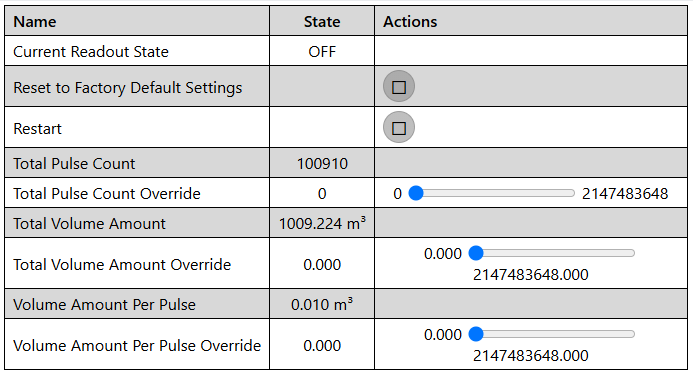 Name State Actions
Current Readout State OFF
Reset to Factory Default Settings
Restart
Total Pulse Count 100910
Total Pulse Count Override 0 0 2147483648
Total Volume Amount 1009.224 m³
Total Volume Amount Override 0.000 0.000
2147483648.000
Volume Amount Per Pulse 0.010 m³
Volume Amount Per Pulse Override 0.000 0.000
2147483648.000